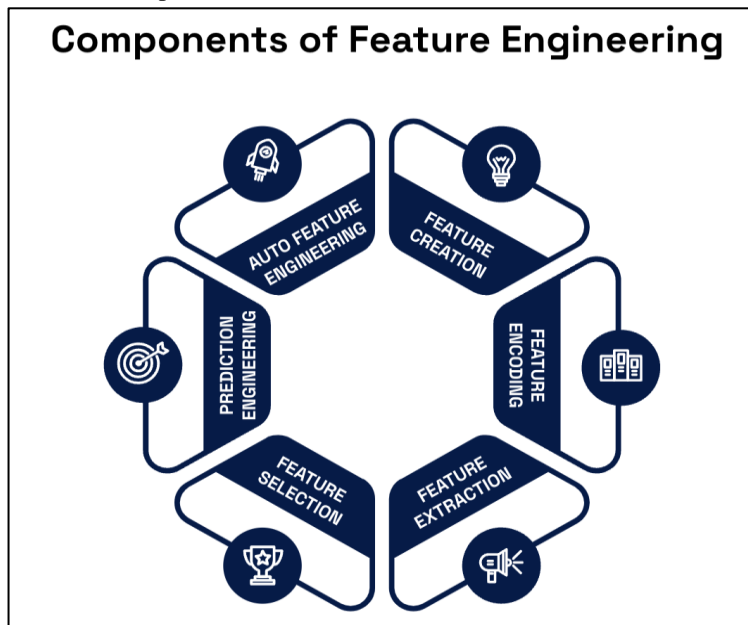 Components of Feature Engineering
AUTO FEATURE
ENGINEERING
FEATURE
CREATION
PREDICTION
ENGINEERING
FEATURE
ENCODING
FEATURE
SELECTION
FEATURE
EXTRACTION